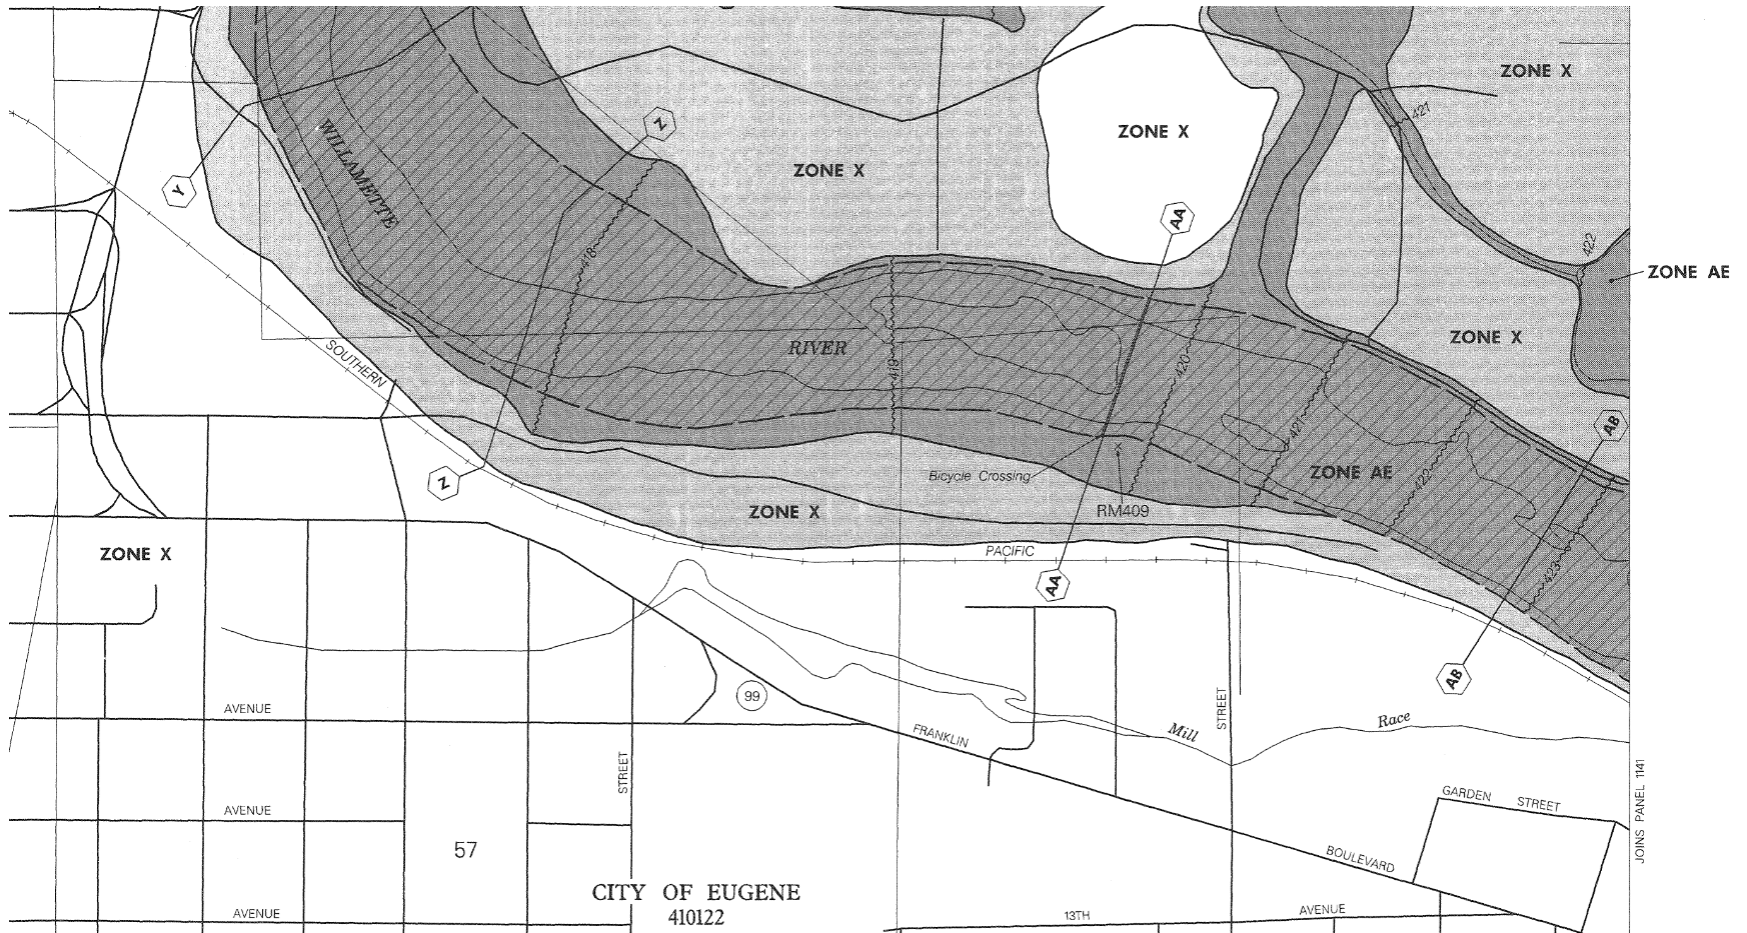 ZONE X
421
Z
ZONE X
ZONE X
WILLAMETTE
Y
AA
418
422
ZONE AE
RIVER
419
420
ZONE X
SOUTHERN
421
AB
Z
Bicycle Crossing
ZONE AE
422
RM409
ZONE X
ZONE X
PACIFIC
AA
423
AB
AVENUE
99
STREET
FRANKLIN
Mill
Race
STREET
JOINS PANEL 1141
GARDEN STREET
AVENUE
57
BOULEVARD
CITY OF EUGENE
410122
AVENUE
13TH
AVENUE